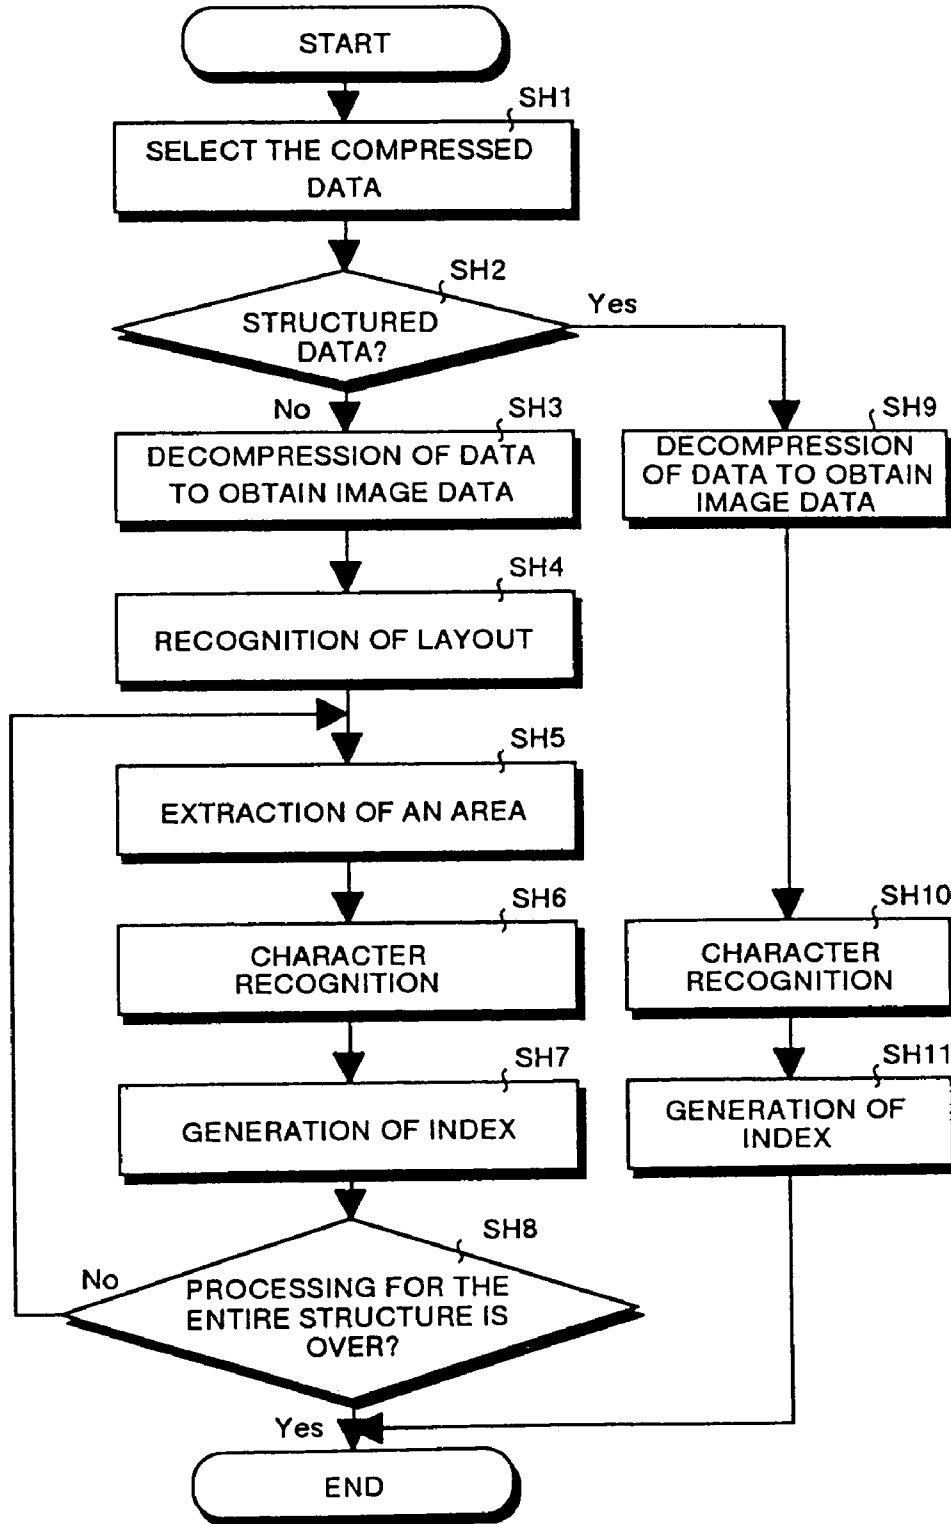 START
SH1
SELECT THE COMPRESSED
DATA
SH2
STRUCTURED
DATA?
Yes
No
SH3
DECOMPRESSION OF DATA
TO OBTAIN IMAGE DATA
SH9
DECOMPRESSION
OF DATA TO OBTAIN
IMAGE DATA
SH4
RECOGNITION OF LAYOUT
SH5
EXTRACTION OF AN AREA
SH6
CHARACTER
RECOGNITION
SH10
CHARACTER
RECOGNITION
SH7
GENERATION OF INDEX
SH11
GENERATION OF
INDEX
SH8
No
PROCESSING FOR THE
ENTIRE STRUCTURE IS
OVER?
Yes
END